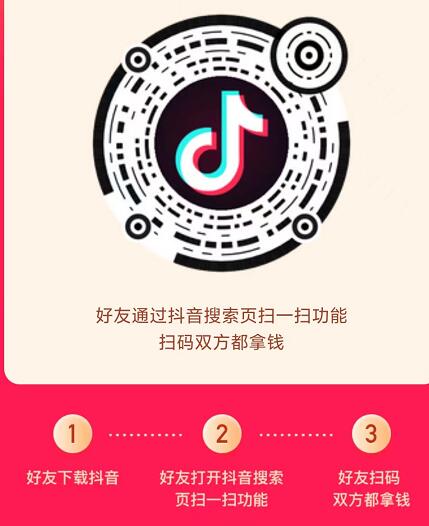 好友通过抖音搜索页扫一扫功能
扫码双方都拿钱
1
2
3
好友下载抖音
好友打开抖音搜索
页扫一扫功能
好友扫码
双方都拿钱